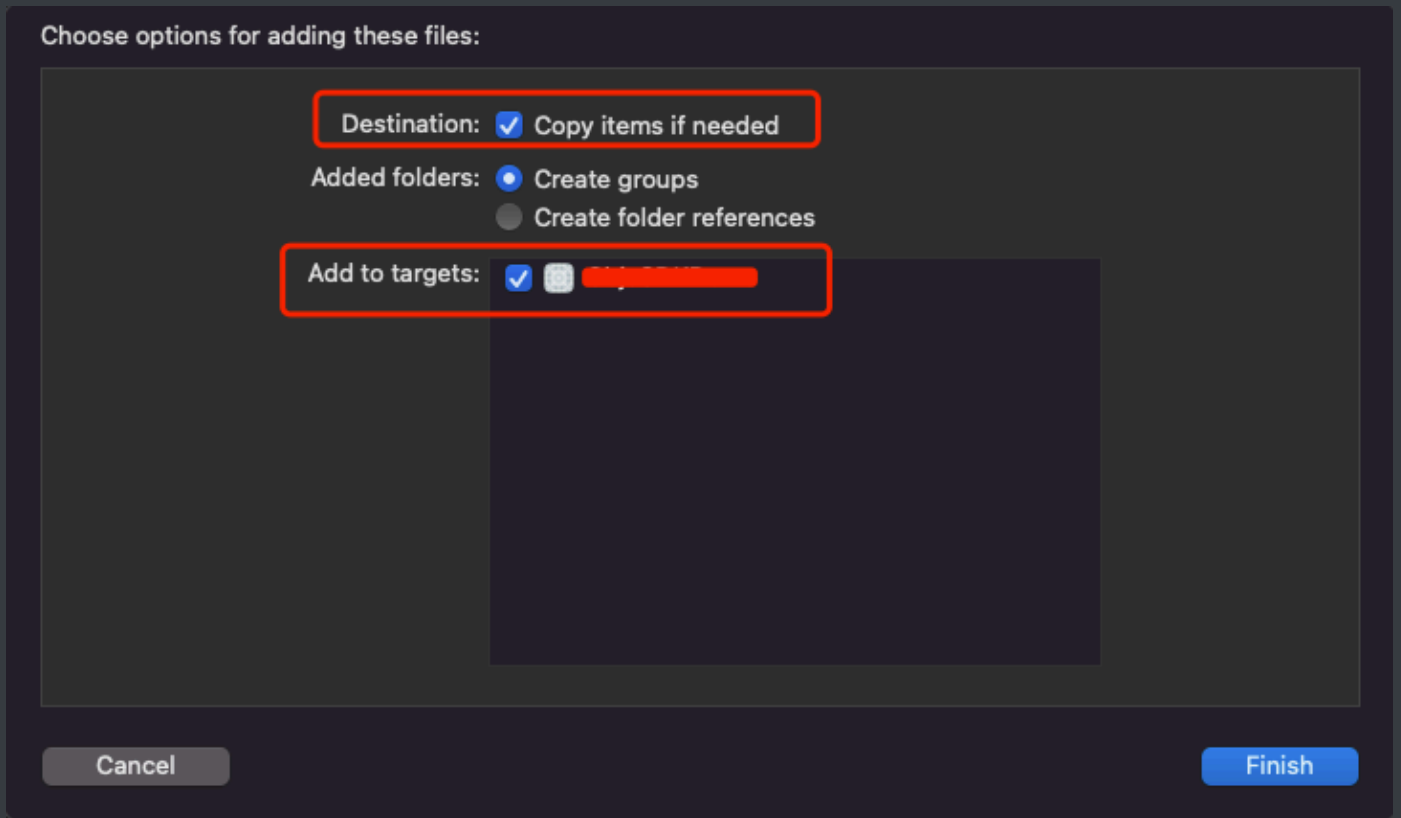 Choose options for adding these files:
Destination: Copy items if needed
Added folders: Create groups
Create folder references
Add to targets:
Cancel
Finish